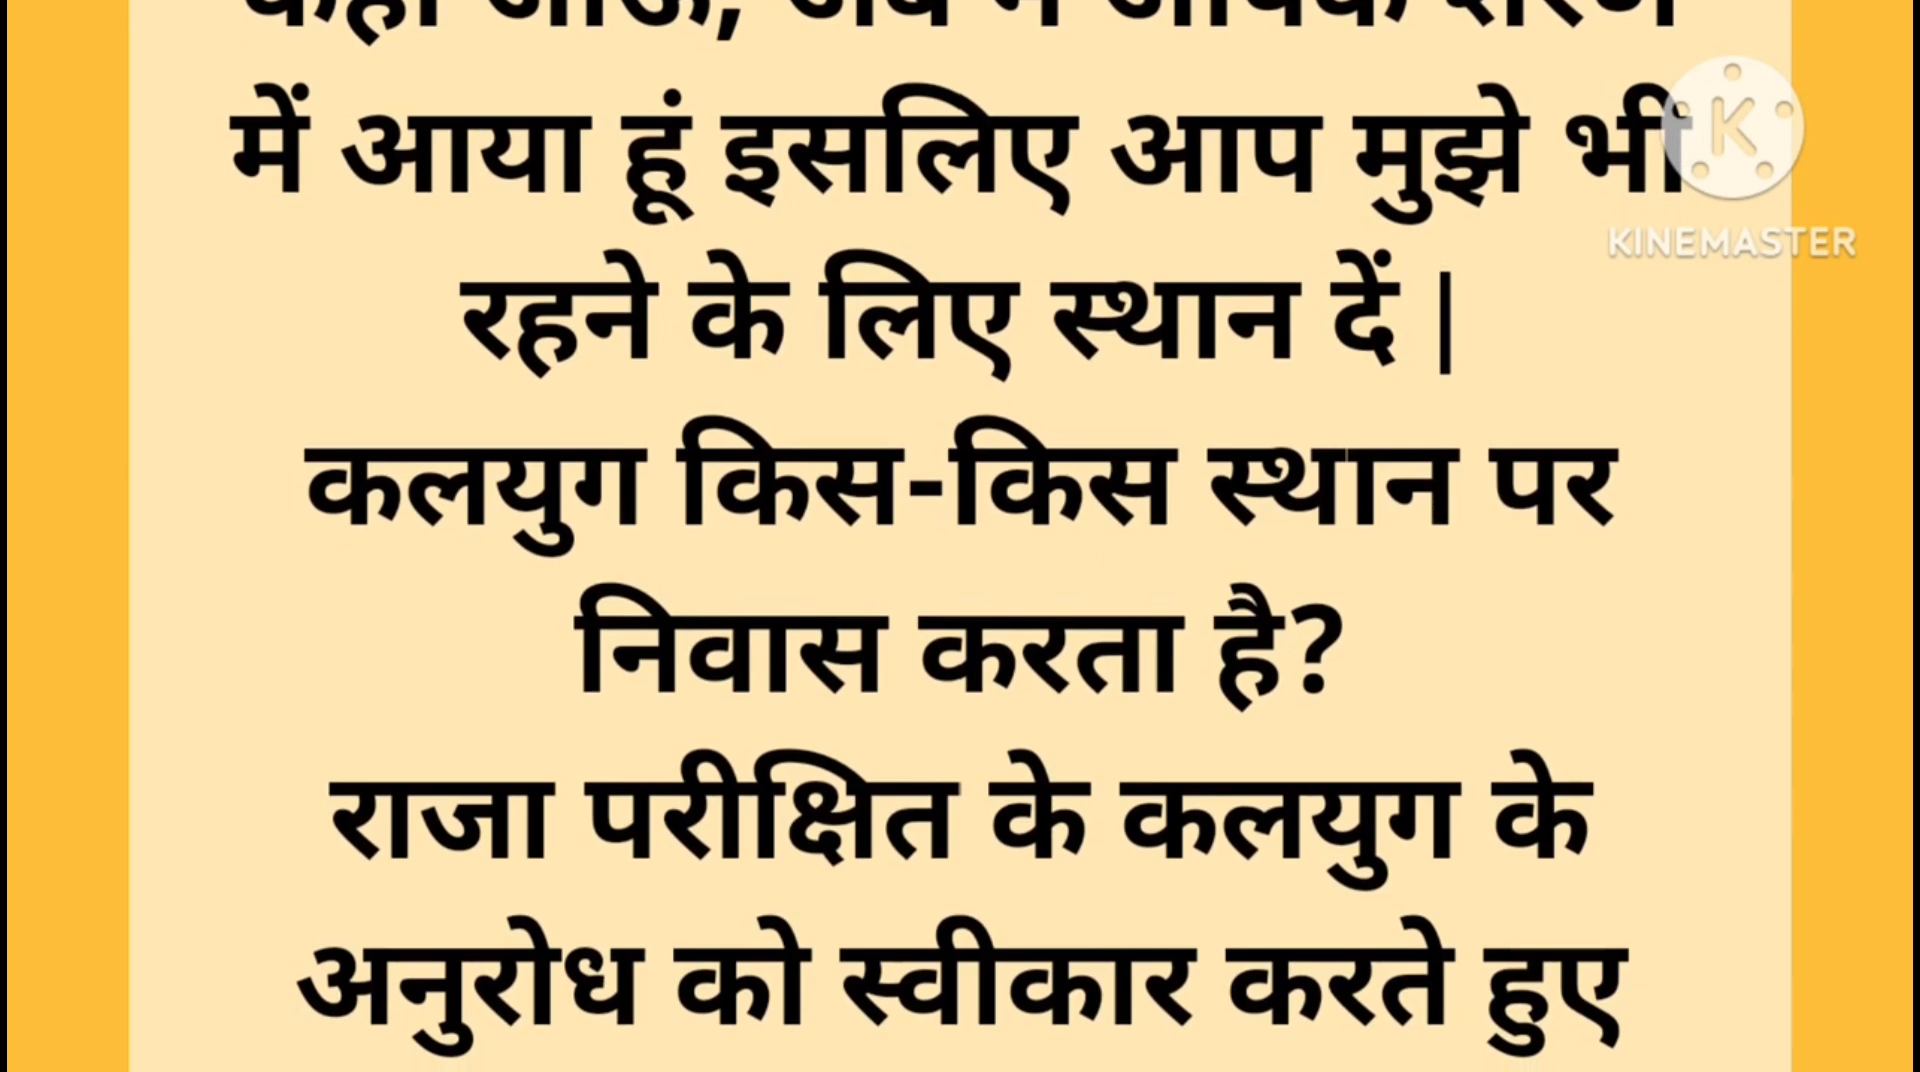 में आया हूं इसलिए आप मुझे भी
रहने के लिए स्थान दें |
कलयुग किस-किस स्थान पर
निवास करता है?
राजा परीक्षित के कलयुग के
अनुरोध को स्वीकार करते हुए
K
KINEMASTER